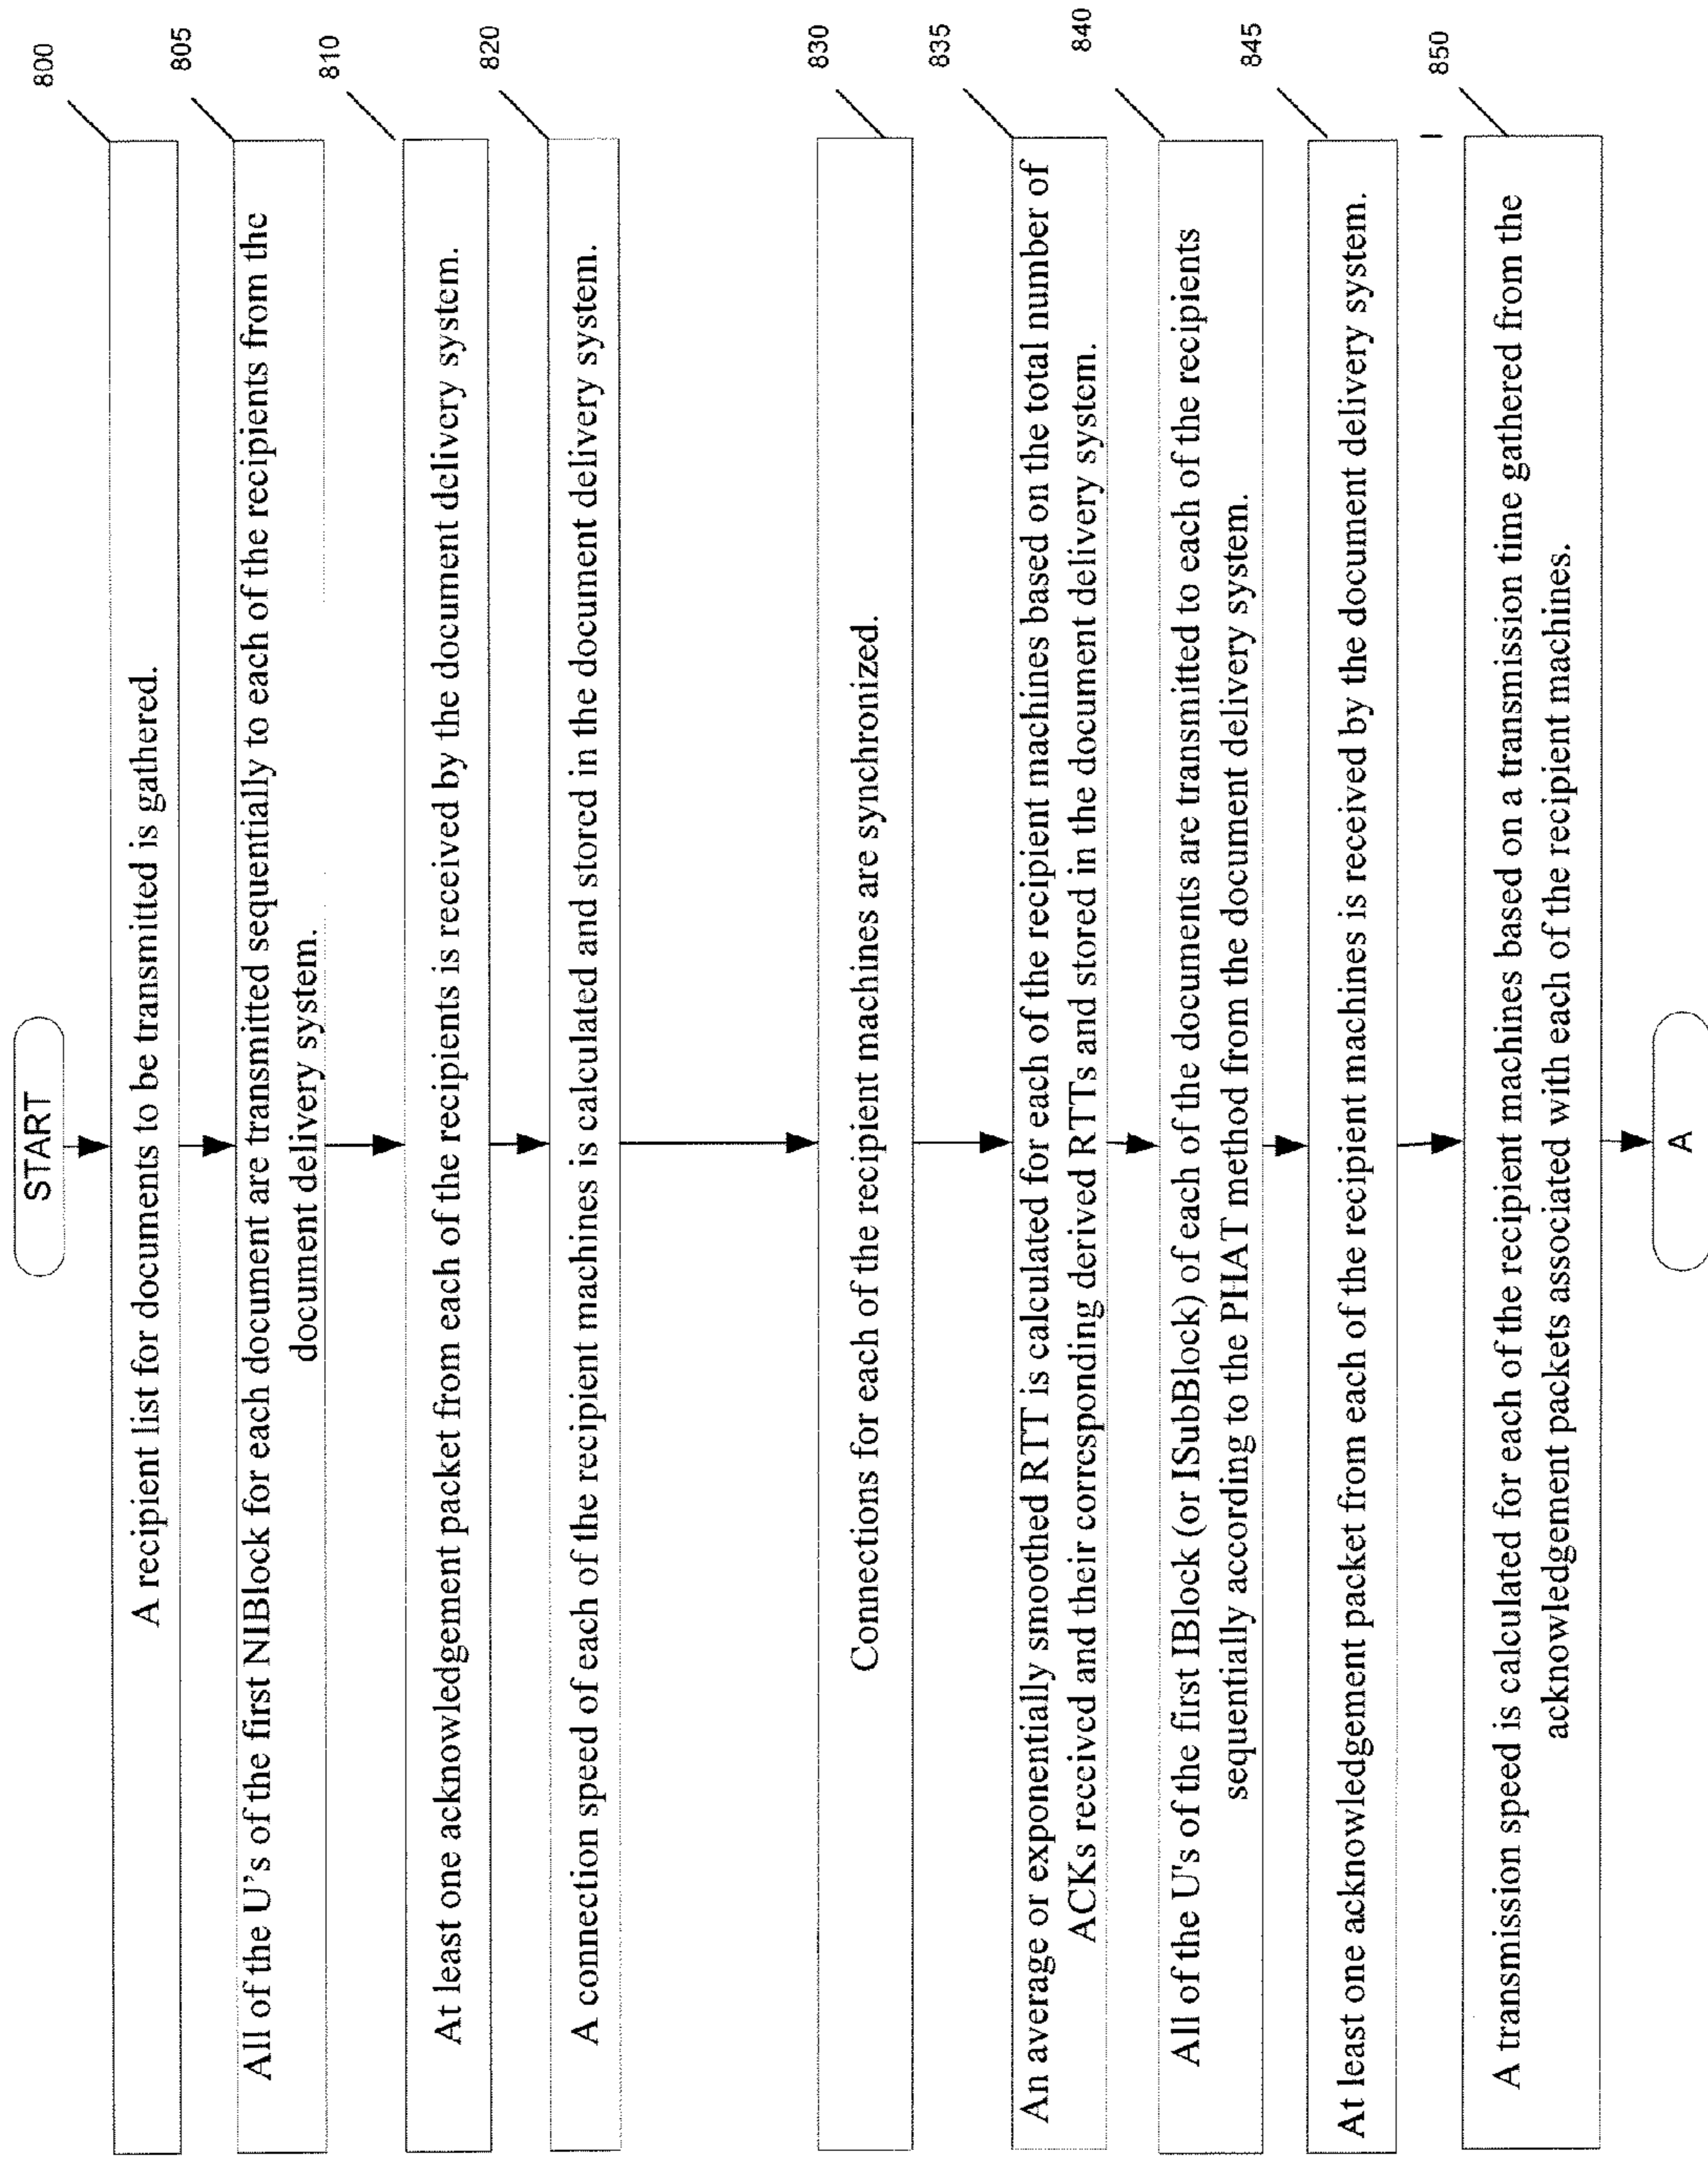 START
800
A recipient list for documents to be transmitted is gathered.
805
All of the U's of the first NIBlock for each document are transmitted sequentially to each of the recipients from the
document delivery system.
810
At least one acknowledgement packet from each of the recipients is received by the document delivery system.
820
A connection speed of each of the recipient machines is calculated and stored in the document delivery system.
830
Connections for each of the recipient machines are synchronized.
835
An average or exponentially smoothed RTT is calculated for each of the recipient machines based on the total number of
ACKs received and their corresponding derived RTTs and stored in the document delivery system.
840
All of the U's of the first IBlock (or ISubBlock) of each of the documents are transmitted to each of the recipients
sequentially according to the PHAT method from the document delivery system.
845
At least one acknowledgement packet from each of the recipient machines is received by the document delivery system.
850
A transmission speed is calculated for each of the recipient machines based on a transmission time gathered from the
acknowledgement packets associated with each of the recipient machines.
A